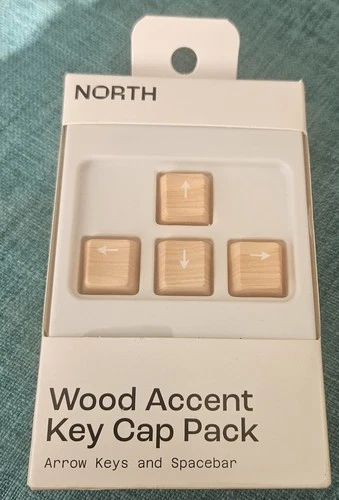 NORTH
↑
← ↓ →
Wood Accent
Key Cap Pack
Arrow Keys and Spacebar